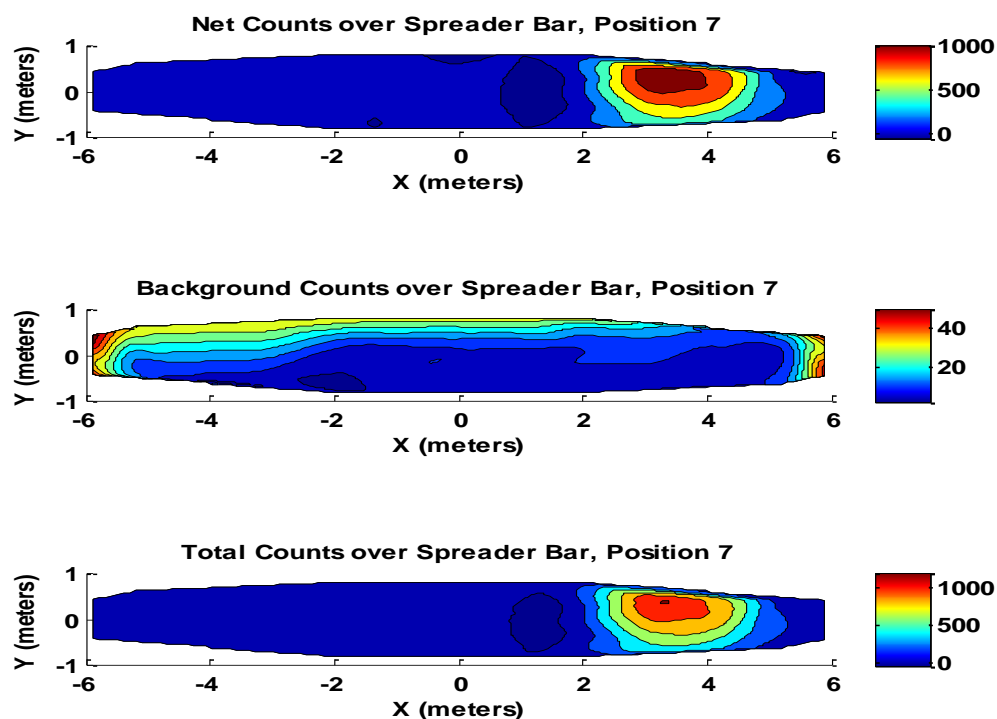 Net Counts over Spreader Bar, Position 7
1
0
-1
Y (meters)
-6 -4 -2 0 2 4 6
X (meters)
1000
500
0
Background Counts over Spreader Bar, Position 7
1
0
-1
Y (meters)
-6 -4 -2 0 2 4 6
X (meters)
40
20
Total Counts over Spreader Bar, Position 7
1
0
-1
Y (meters)
-6 -4 -2 0 2 4 6
X (meters)
1000
500
0